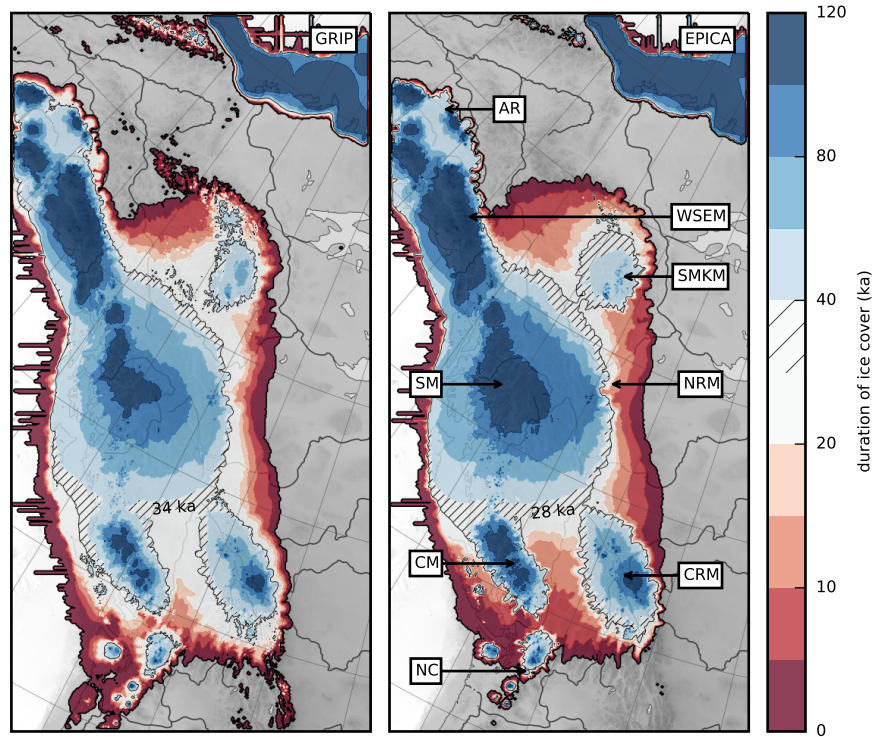 GRIP
34 ka
EPICA
AR
WSEM
SMKM
SM
NRM
28 ka
CM
CRM
NC
120
80
40
20
10
0
duration of ice cover (ka)